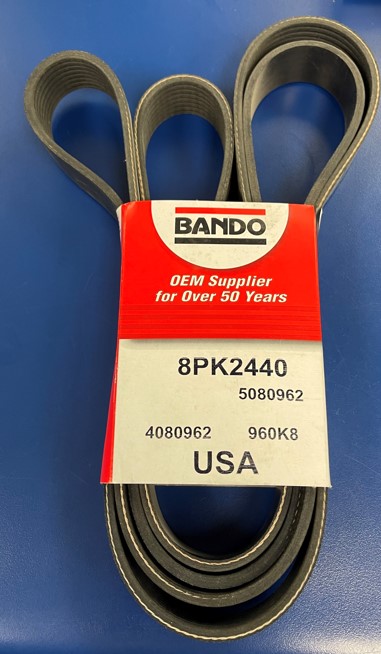 BANDO
OEM Supplier
for Over 50 Years
8PK2440
5080962
4080962 960K8
USA